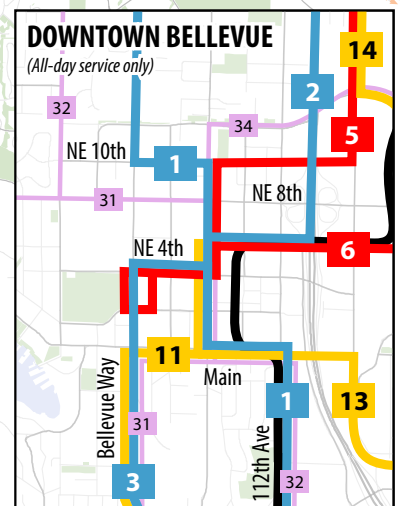 DOWNTOWN BELLEVUE
(All-day service only)
14
2
32
34
5
NE 10th
1
31
NE 8th
NE 4th
6
11
Main
Bellevue Way
1
13
31
112th Ave
3
32